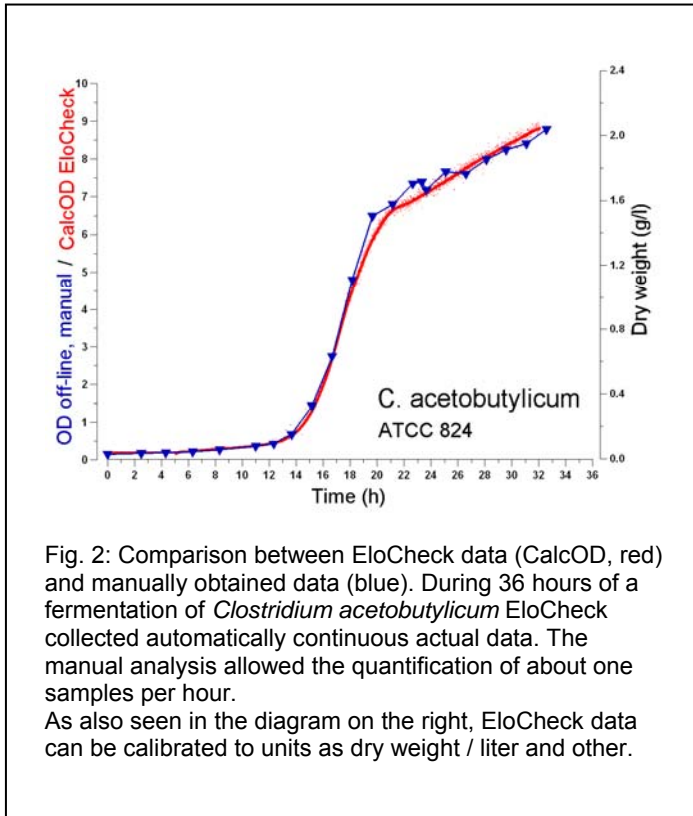 OD off-line, manual / CalcOD EloCheck
10
9
8
7
6
5
4
3
2
1
0
2.4
2.0
1.6
1.2
0.8
0.4
0.0
Dry weight (g/l)
C. acetobutylicum
ATCC 824
0 2 4 6 8 10 12 14 16 18 20 22 24 26 28 30 32 34 36
Time (h)
Fig. 2: Comparison between EloCheck data (CalcOD, red)
and manually obtained data (blue). During 36 hours of a
fermentation of Clostridium acetobutylicum EloCheck
collected automatically continuous actual data. The
manual analysis allowed the quantification of about one
samples per hour.
As also seen in the diagram on the right, EloCheck data
can be calibrated to units as dry weight / liter and other.